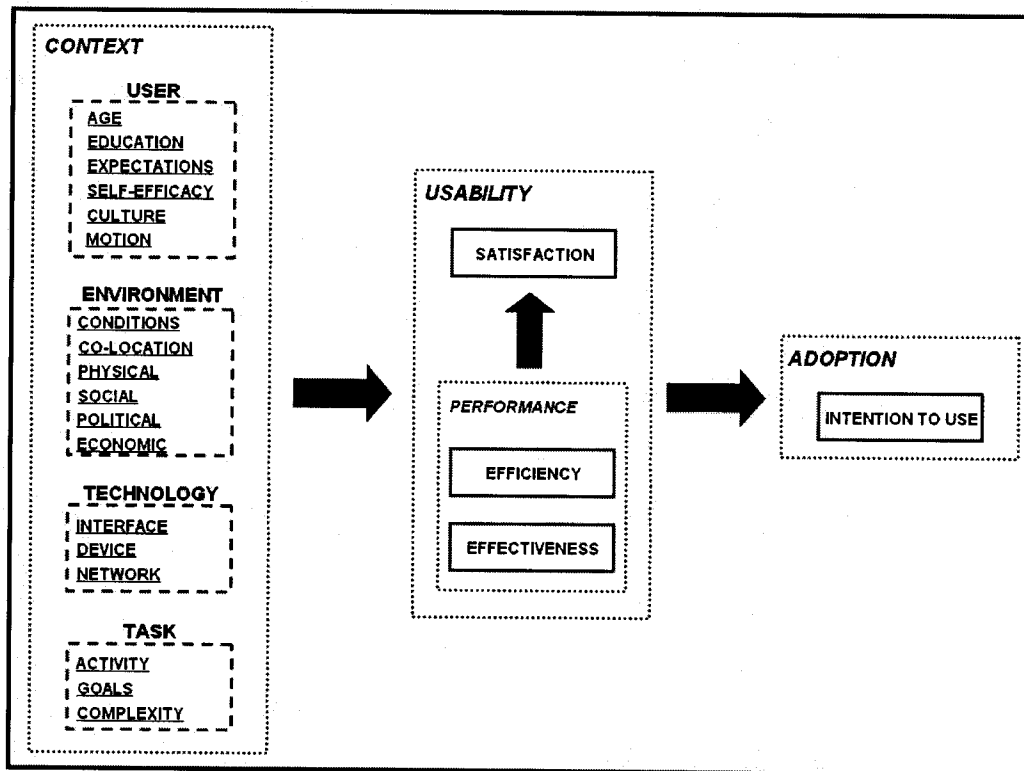 CONTEXT
USER
AGE
EDUCATION
EXPECTATIONS
SELF-EFFICACY
CULTURE
MOTION
ENVIRONMENT
CONDITIONS
CO-LOCATION
PHYSICAL
SOCIAL
POLITICAL
ECONOMIC
TECHNOLOGY
INTERFACE
DEVICE
NETWORK
TASK
ACTIVITY
GOALS
COMPLEXITY
USABILITY
SATISFACTION
PERFORMANCE
EFFICIENCY
EFFECTIVENESS
ADOPTION
INTENTION TO USE